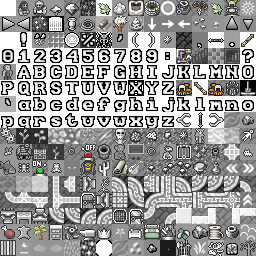 ! ( ) , - .
0123456789: ?
@ABCDEFGHIJKLMNO
PQRSTUVWXYZ
abcdefghijklmno
pqrstuvwxyz
OFF
ON